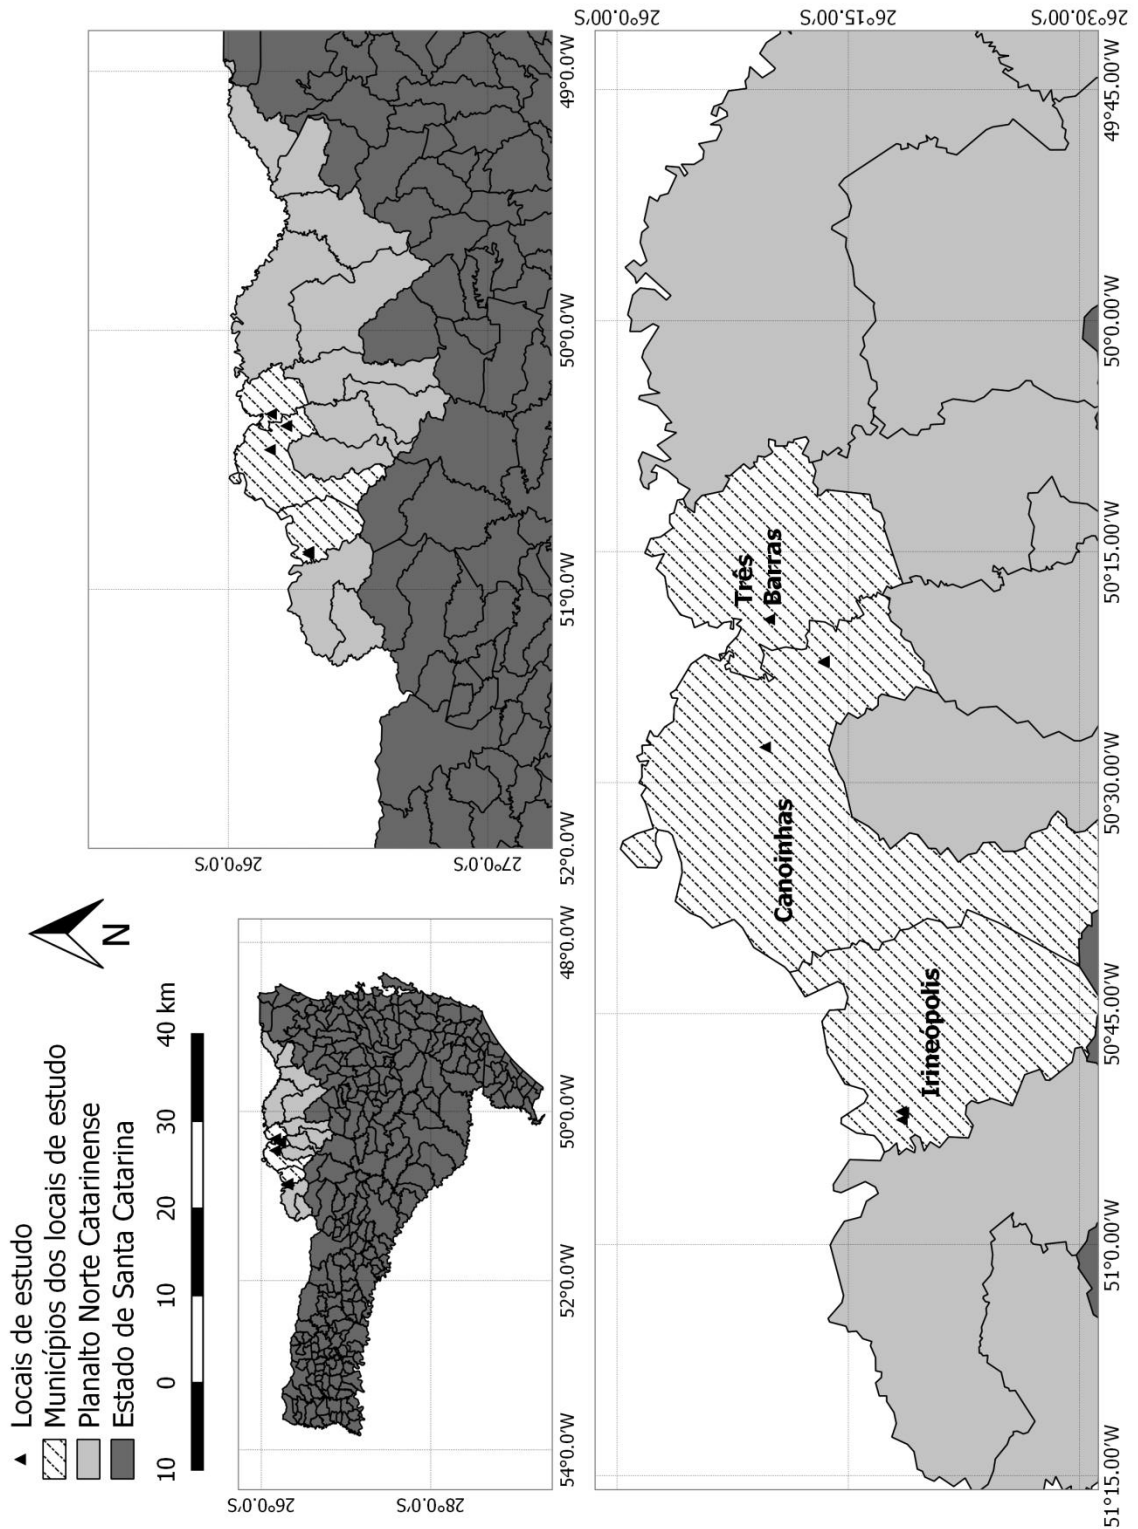 Locais de estudo
Municípios dos locais de estudo
Planalto Norte Catarinense
Estado de Santa Catarina
10 0 10 20 30 40 km
N
26°0.0'S
28°0.0'S
54°0.0'W 52°0.0'W 50°0.0'W 48°0.0'W
26°0.0'S
27°0.0'S
52°0.0'W 51°0.0'W 50°0.0'W 49°0.0'W
Três
Barras
Canoinhas
Irineópolis
26°0.00'S
26°15.00'S
26°30.00'S
51°15.00'W 51°0.00'W 50°45.00'W 50°30.00'W 50°15.00'W 50°0.00'W 49°45.00'W